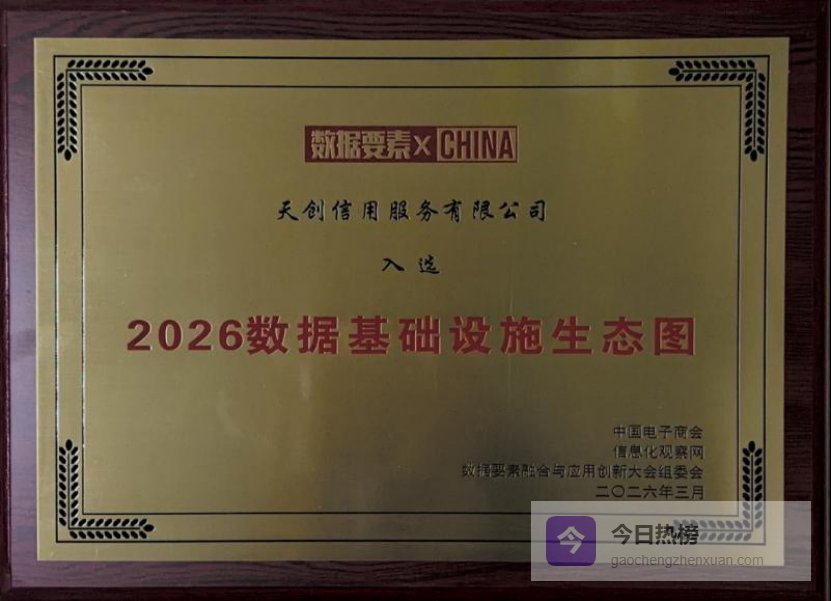 数据要素×CHINA
天创信用服务有限公司
入选
2026数据基础设施生态图
中国电子商会
信息化观察网
数据要素融合与应用创新大会组委会
二〇二六年三月
今 今日热榜
gaochengzhenxuan.com